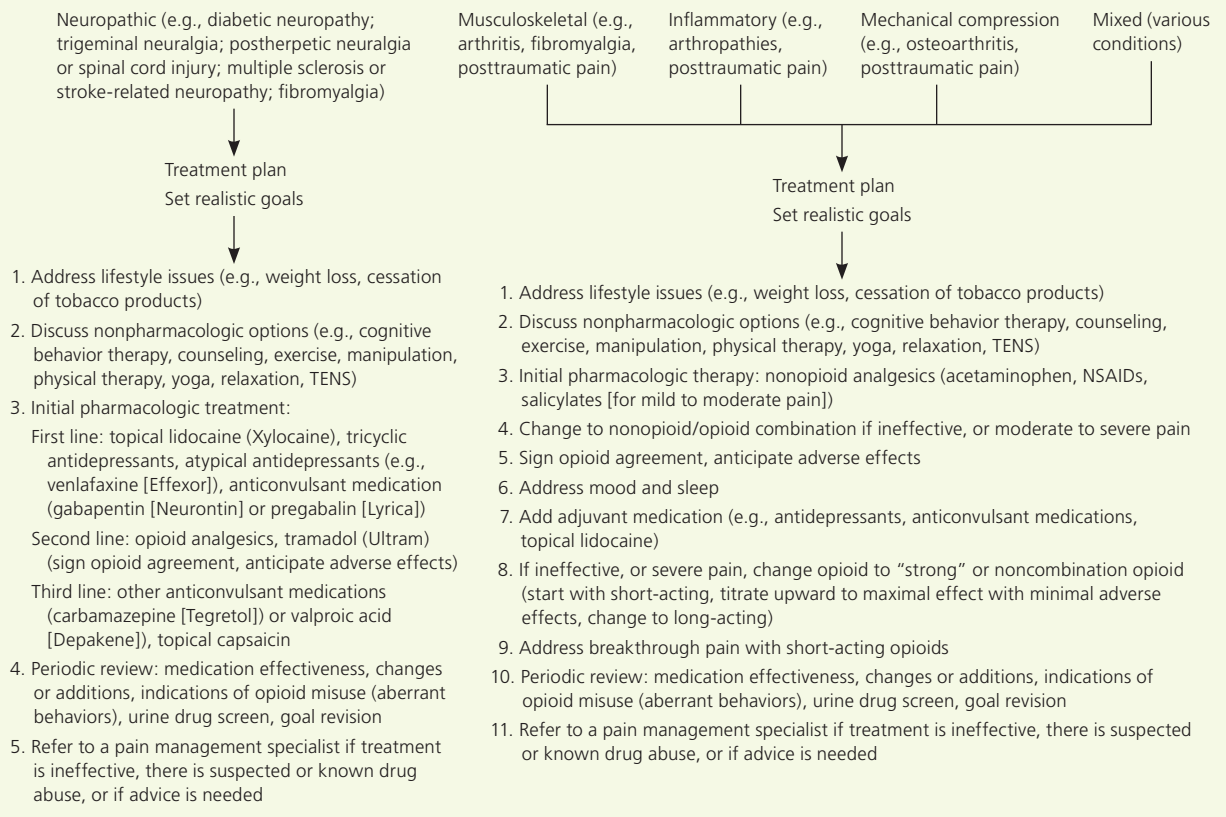 Neuropathic (e.g., diabetic neuropathy;
trigeminal neuralgia; postherpetic neuralgia
or spinal cord injury; multiple sclerosis or
stroke-related neuropathy; fibromyalgia)
Treatment plan
Set realistic goals
1. Address lifestyle issues (e.g., weight loss, cessation
of tobacco products)
2. Discuss nonpharmacologic options (e.g., cognitive
behavior therapy, counseling, exercise, manipulation,
physical therapy, yoga, relaxation, TENS)
3. Initial pharmacologic treatment:
First line: topical lidocaine (Xylocaine), tricyclic
antidepressants, atypical antidepressants (e.g.,
venlafaxine [Effexor]), anticonvulsant medication
(gabapentin [Neurontin] or pregabalin [Lyrica])
Second line: opioid analgesics, tramadol (Ultram)
(sign opioid agreement, anticipate adverse effects)
Third line: other anticonvulsant medications
(carbamazepine [Tegretol]) or valproic acid
[Depakene]), topical capsaicin
4. Periodic review: medication effectiveness, changes
or additions, indications of opioid misuse (aberrant
behaviors), urine drug screen, goal revision
5. Refer to a pain management specialist if treatment
is ineffective, there is suspected or known drug
abuse, or if advice is needed
Musculoskeletal (e.g.,
arthritis, fibromyalgia,
posttraumatic pain)
Inflammatory (e.g.,
arthropathies,
posttraumatic pain)
Mechanical compression
(e.g., osteoarthritis,
posttraumatic pain)
Mixed (various
conditions)
Treatment plan
Set realistic goals
1. Address lifestyle issues (e.g., weight loss, cessation of tobacco products)
2. Discuss nonpharmacologic options (e.g., cognitive behavior therapy, counseling,
exercise, manipulation, physical therapy, yoga, relaxation, TENS)
3. Initial pharmacologic therapy: nonopioid analgesics (acetaminophen, NSAIDs,
salicylates [for mild to moderate pain])
4. Change to nonopioid/opioid combination if ineffective, or moderate to severe pain
5. Sign opioid agreement, anticipate adverse effects
6. Address mood and sleep
7. Add adjuvant medication (e.g., antidepressants, anticonvulsant medications,
topical lidocaine)
8. If ineffective, or severe pain, change opioid to “strong” or noncombination opioid
(start with short-acting, titrate upward to maximal effect with minimal adverse
effects, change to long-acting)
9. Address breakthrough pain with short-acting opioids
10. Periodic review: medication effectiveness, changes or additions, indications of
opioid misuse (aberrant behaviors), urine drug screen, goal revision
11. Refer to a pain management specialist if treatment is ineffective, there is suspected
or known drug abuse, or if advice is needed